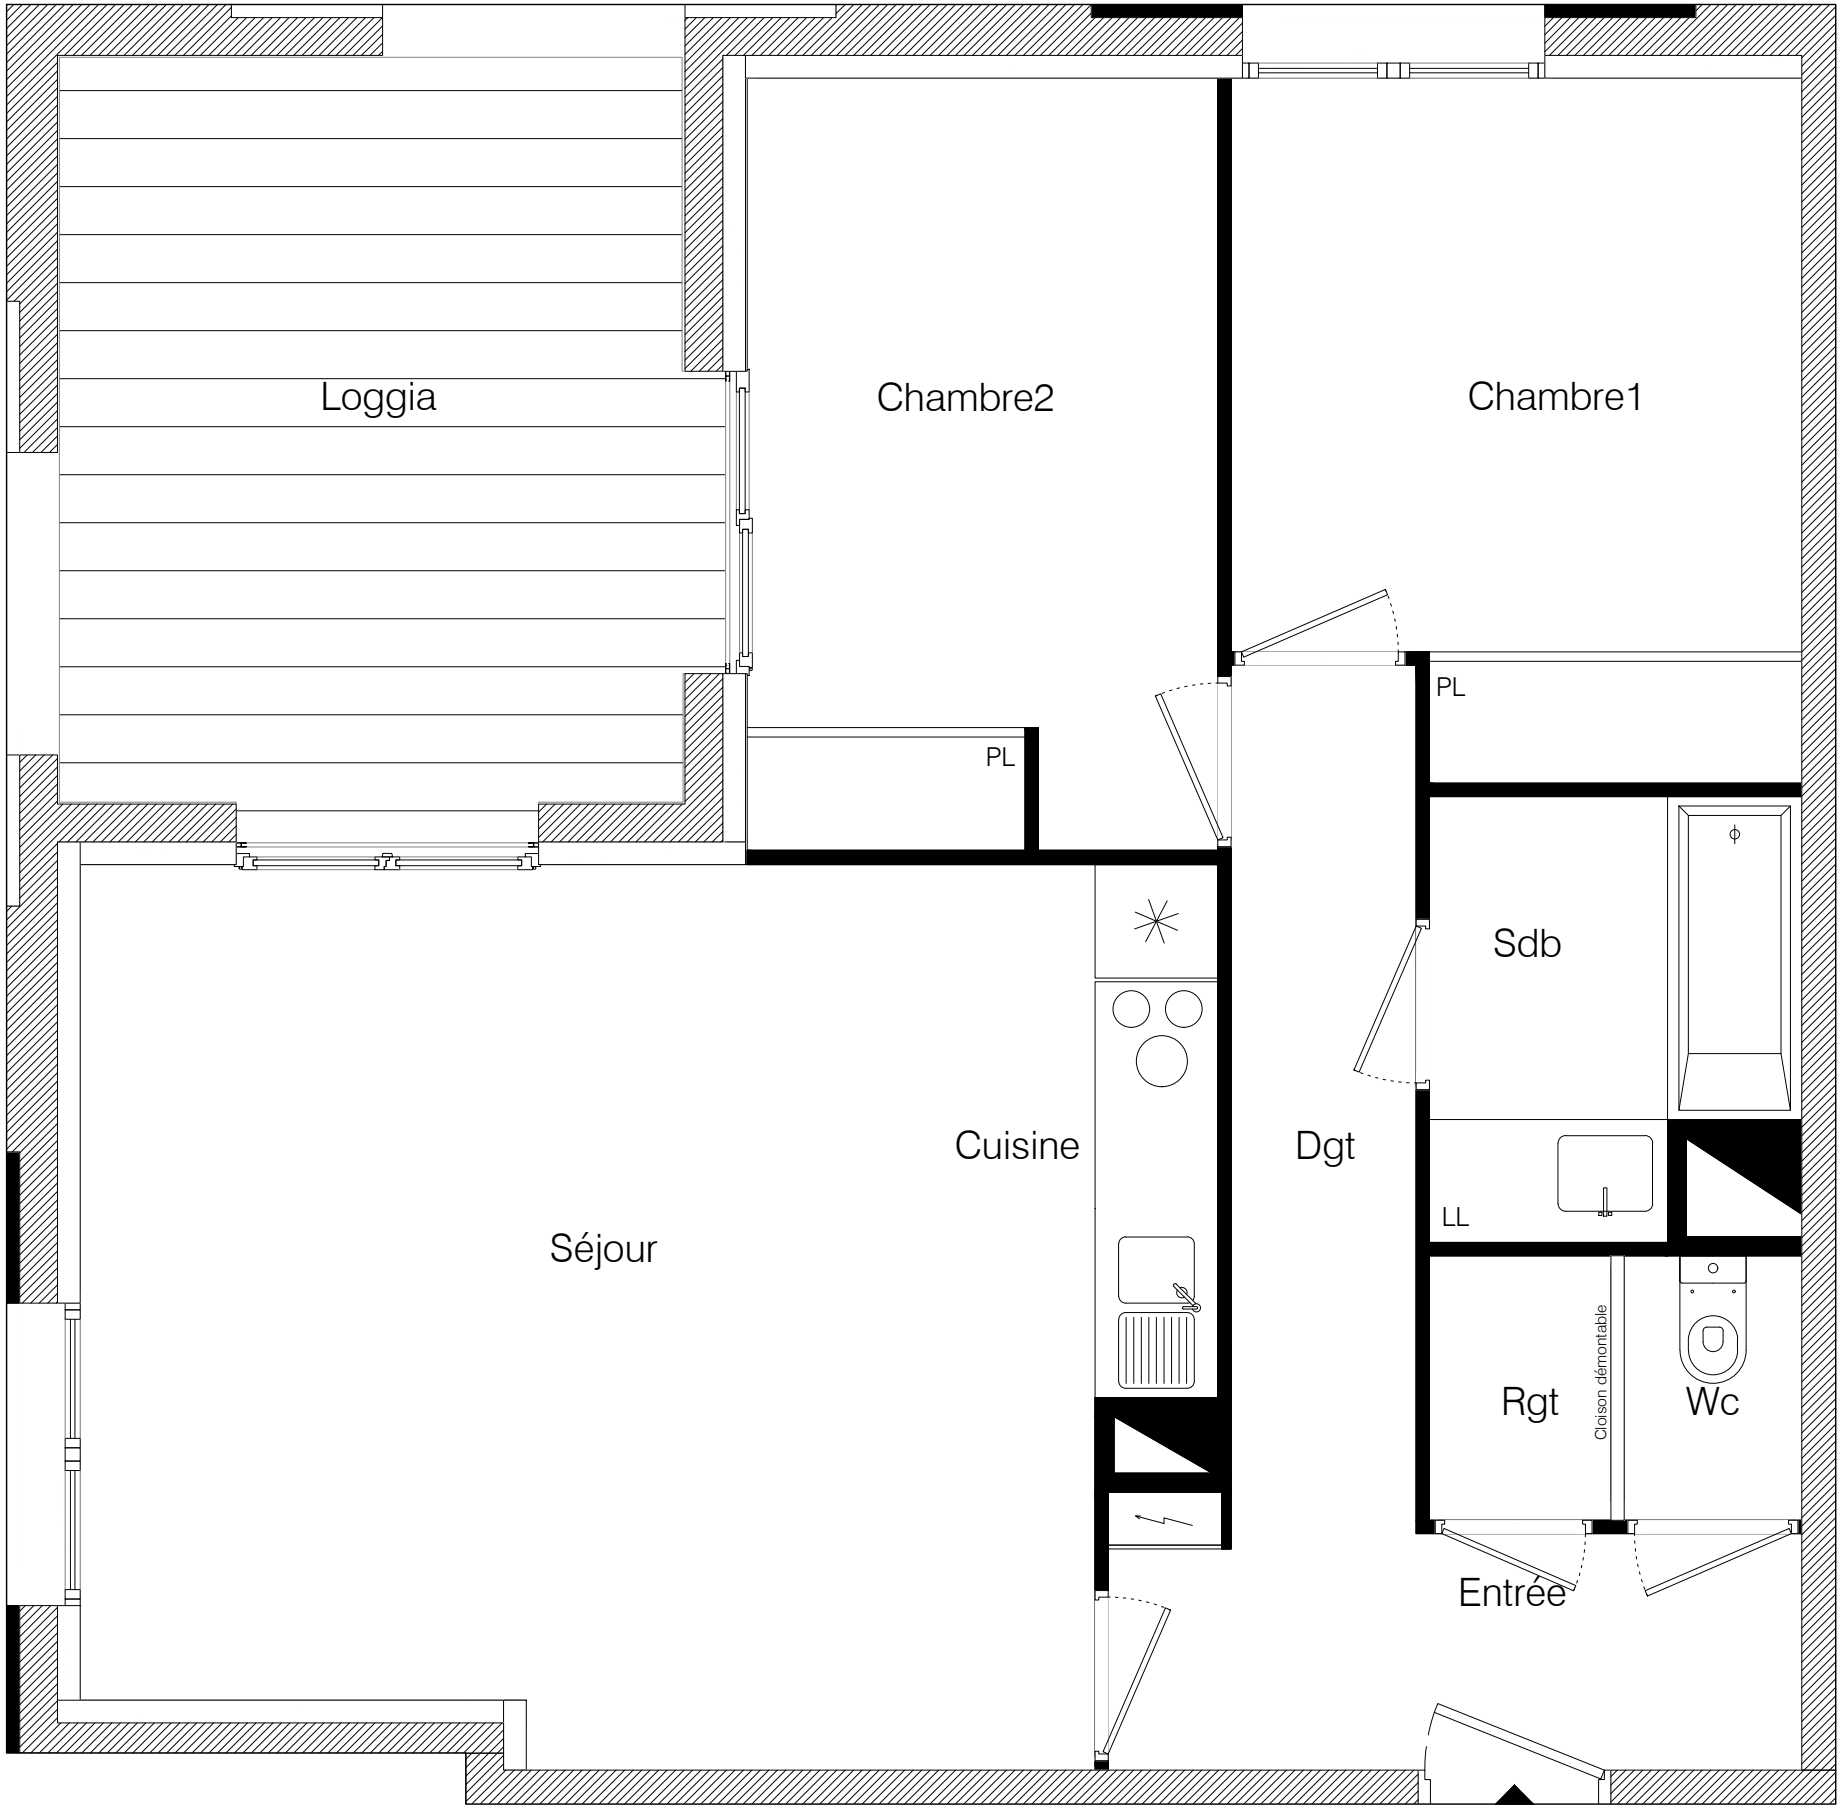 Loggia
Chambre2
Chambre1
PL
PL
Sdb
Cuisine
Dgt
LL
Séjour
Cloison démontable
Rgt
Wc
Entrée